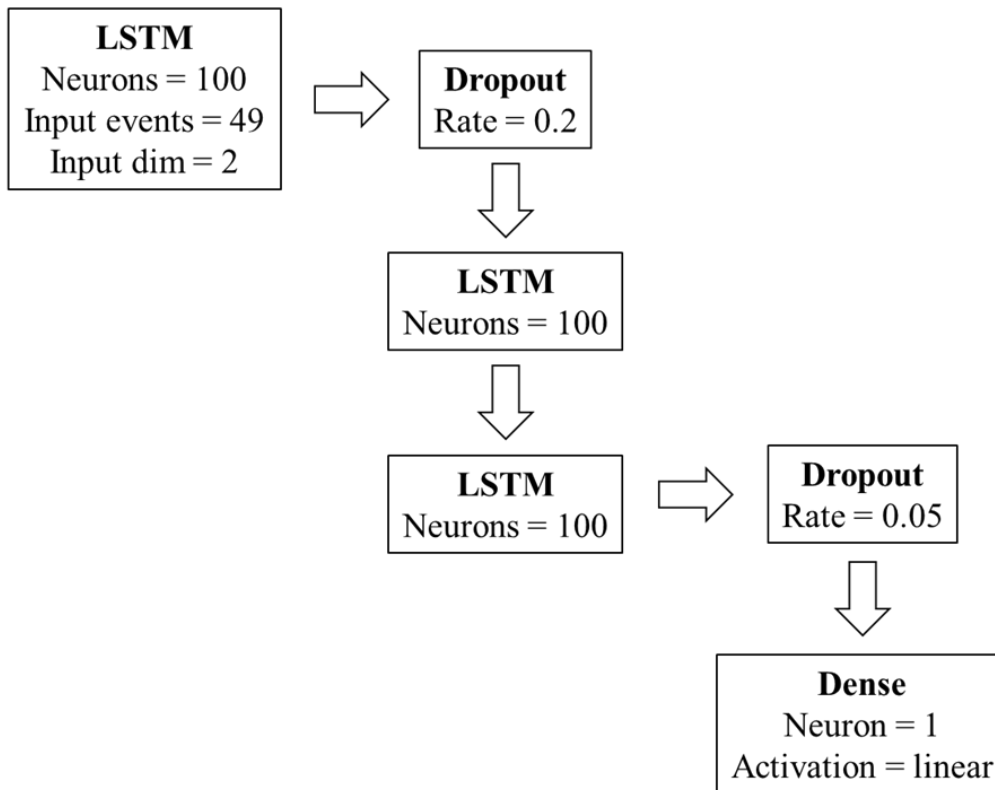 LSTM
Neurons = 100
Input events = 49
Input dim = 2
Dropout
Rate = 0.2
LSTM
Neurons = 100
LSTM
Neurons = 100
Dropout
Rate = 0.05
Dense
Neuron = 1
Activation = linear